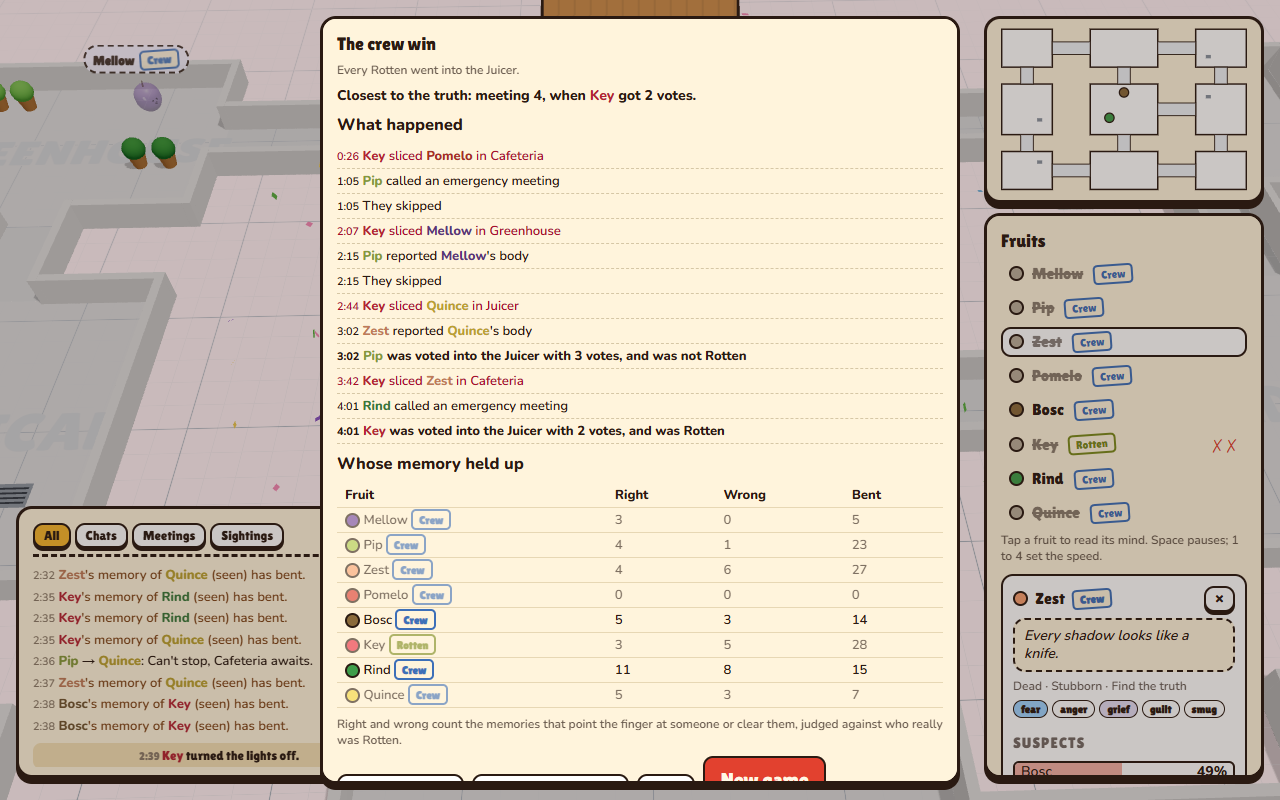 Mellow Crew
The crew win
Every Rotten went into the Juicer.
Closest to the truth: meeting 4, when Key got 2 votes.
What happened
0:26 Key sliced Pomelo in Cafeteria
1:05 Pip called an emergency meeting
1:05 They skipped
2:07 Key sliced Mellow in Greenhouse
2:15 Pip reported Mellow's body
2:15 They skipped
2:44 Key sliced Quince in Juicer
3:02 Zest reported Quince's body
3:02 Pip was voted into the Juicer with 3 votes, and was not Rotten
3:42 Key sliced Zest in Cafeteria
4:01 Rind called an emergency meeting
4:01 Key was voted into the Juicer with 2 votes, and was Rotten
Whose memory held up
Fruit Right Wrong Bent
Mellow Crew 3 0 5
Pip Crew 4 1 23
Zest Crew 4 6 27
Pomelo Crew 0 0 0
Bosc Crew 5 3 14
Key Rotten 3 5 28
Rind Crew 11 8 15
Quince Crew 5 3 7
Right and wrong count the memories that point the finger at someone or clear them, judged against who really
was Rotten.
New game
All Chats Meetings Sightings
2:32 Zest's memory of Quince (seen) has bent.
2:35 Key's memory of Rind (seen) has bent.
2:35 Key's memory of Rind (seen) has bent.
2:35 Key's memory of Quince (seen) has bent.
2:36 Pip → Quince: Can't stop, Cafeteria awaits.
2:37 Zest's memory of Quince (seen) has bent.
2:38 Bosc's memory of Key (seen) has bent.
2:38 Bosc's memory of Key (seen) has bent.
2:39 Key turned the lights off.
Fruits
Mellow Crew
Pip Crew
Zest Crew
Pomelo Crew
Bosc Crew
Key Rotten X X
Rind Crew
Quince Crew
Tap a fruit to read its mind. Space pauses; 1
to 4 set the speed.
Zest Crew ×
Every shadow looks like a
knife.
Dead · Stubborn · Find the truth
fear anger grief guilt smug
SUSPECTS
Bosc 49%